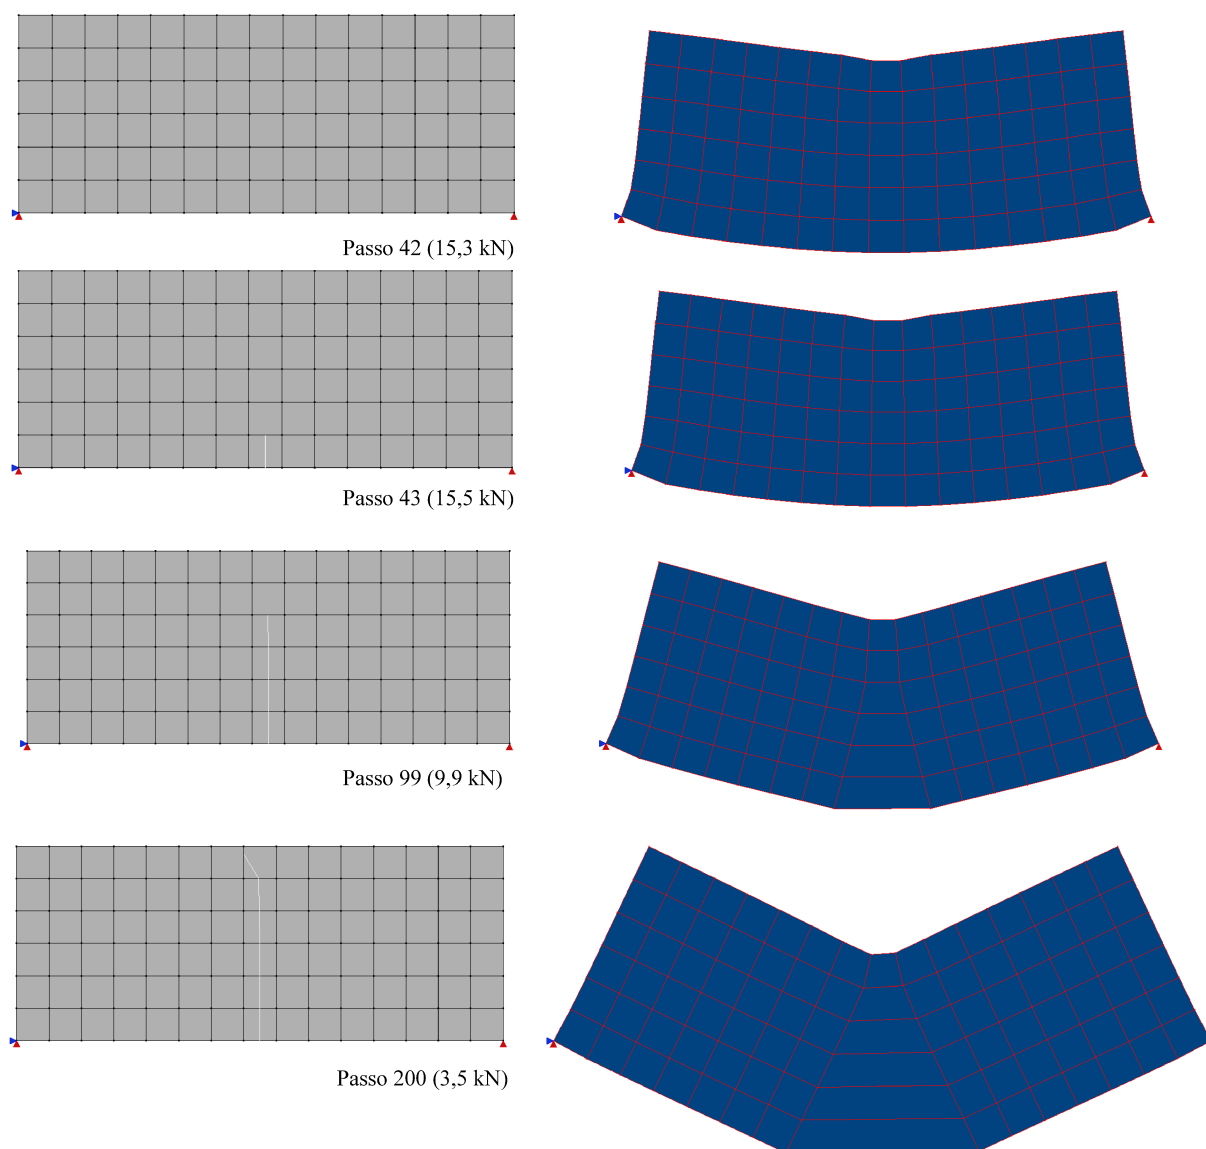 Passo 42 (15,3 kN)
Passo 43 (15,5 kN)
Passo 99 (9,9 kN)
Passo 200 (3,5 kN)